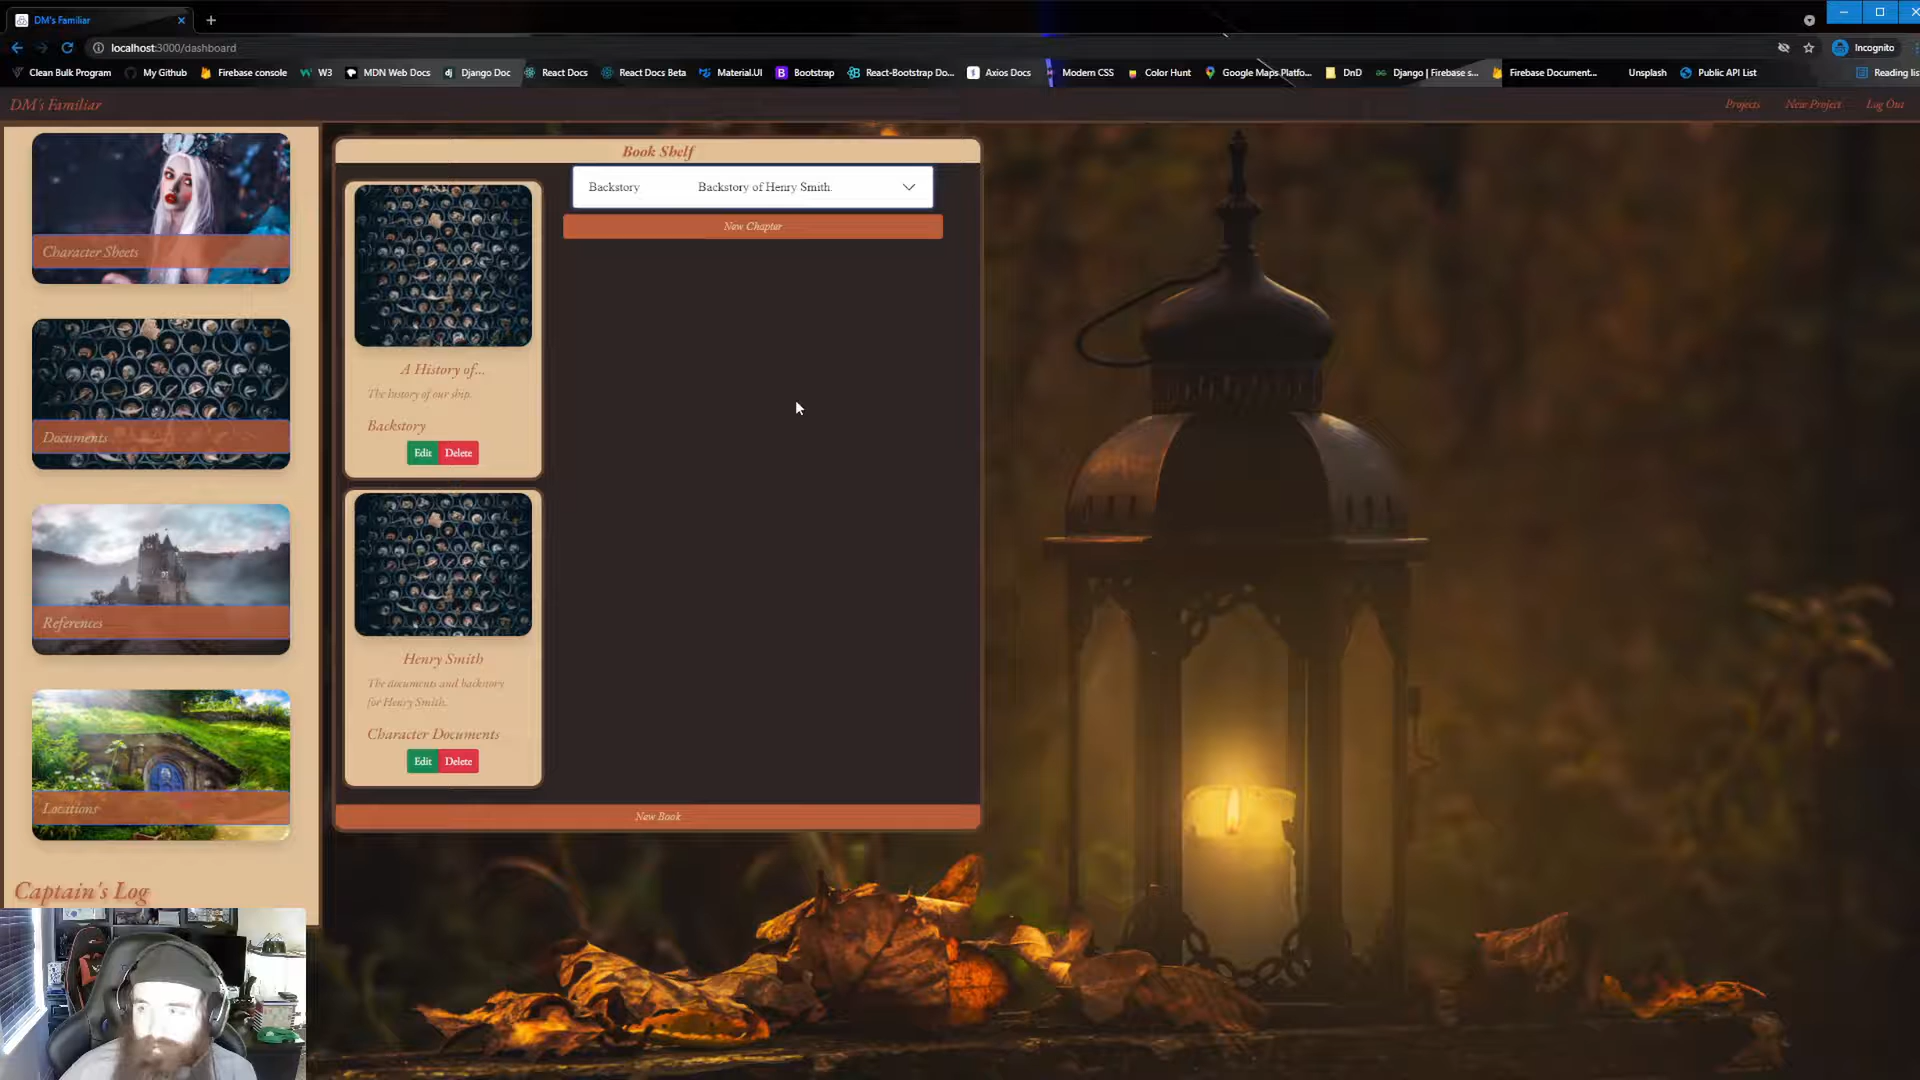 DM's Familiar
localhost:3000/dashboard
Incognito
Clean Bulk Program
My Github
Firebase console
W3
MDN Web Docs
dj Django Doc
React Docs
React Docs Beta
Material.UI
B Bootstrap
React-Bootstrap Do...
Axios Docs
Modern CSS
Color Hunt
Google Maps Platfo...
DnD
Django | Firebase s...
Firebase Document...
Unsplash
Public API List
Reading lis
DM's Familiar
Projects
New Project
Log Out
Character Sheets
Documents
References
Locations
Captain's Log
Book Shelf
A History of...
The history of our ship.
Backstory
Edit
Delete
Henry Smith
The documents and backstory
for Henry Smith.
Character Documents
Edit
Delete
Backstory
Backstory of Henry Smith.
New Chapter
New Book